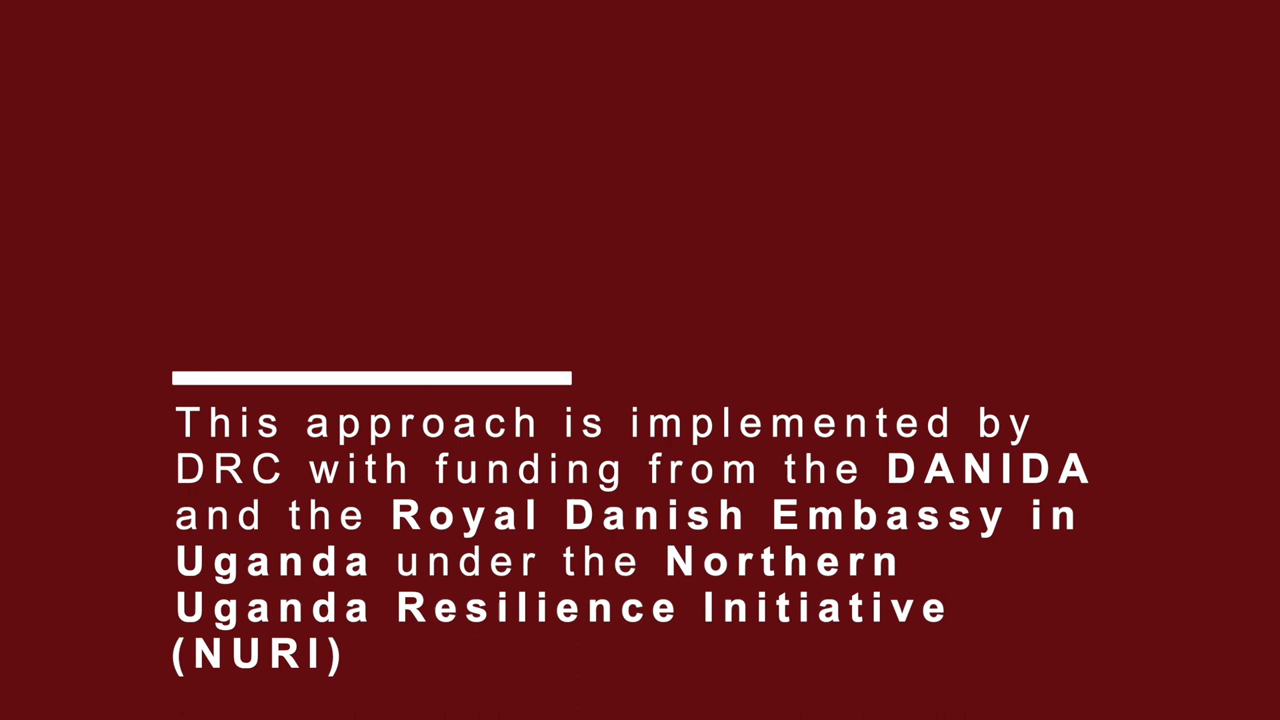 This approach is implemented by
DRC with funding from the DANIDA
and the Royal Danish Embassy in
Uganda under the Northern
Uganda Resilience Initiative
(NURI)